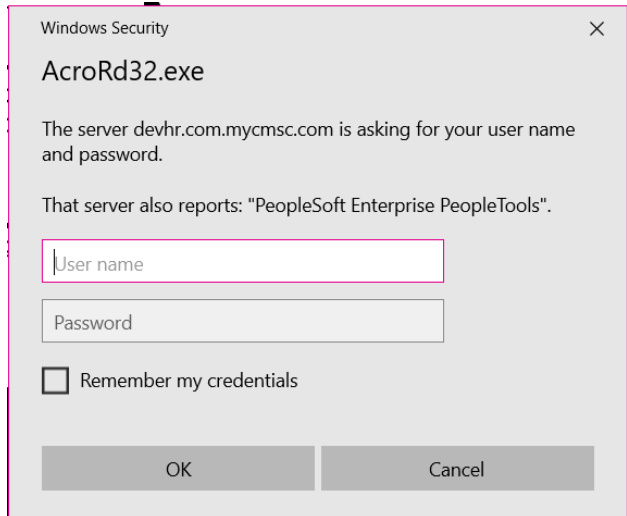 Windows Security
AcroRd32.exe
The server devhr.com.mycmsc.com is asking for your user name
and password.
That server also reports: "PeopleSoft Enterprise PeopleTools".
User name
Password
Remember my credentials
OK
Cancel